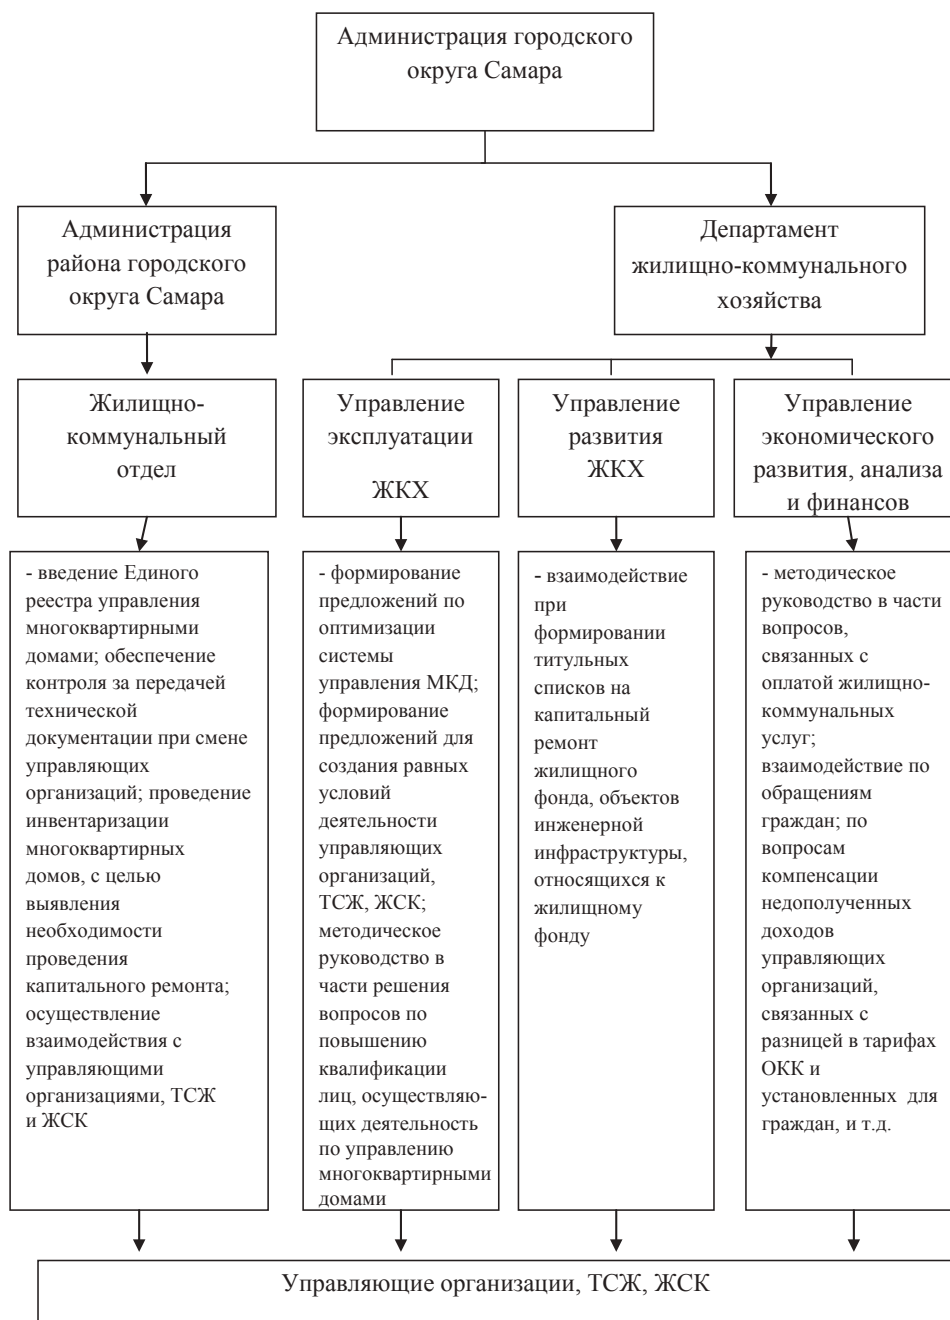 Администрация городского
округа Самара
Администрация
района городского
округа Самара
Департамент
жилищно-коммунального
хозяйства
Жилищно-
коммунальный
отдел
Управление
эксплуатации
ЖКХ
Управление
развития
ЖКХ
Управление
экономического
развития, анализа
и финансов
- введение Единого
реестра управления
многоквартирными
домами; обеспечение
контроля за передачей
технической
документации при смене
управляющих
организаций; проведение
инвентаризации
многоквартирных
домов, с целью
выявления
необходимости
проведения
капитального ремонта;
осуществление
взаимодействия с
управляющими
организациями, ТСЖ
и ЖСК
- формирование
предложений по
оптимизации
системы
управления МКД;
формирование
предложений для
создания равных
условий
деятельности
управляющих
организаций,
ТСЖ, ЖСК;
методическое
руководство в
части решения
вопросов по
повышению
квалификации
лиц, осуществляю-
щих деятельность
по управлению
многоквартирными
домами
- взаимодействие
при
формировании
титульных
списков на
капитальный
ремонт
жилищного
фонда, объектов
инженерной
инфраструктуры,
относящихся к
жилищному
фонду
- методическое
руководство в части
вопросов,
связанных с
оплатой жилищно-
коммунальных
услуг;
взаимодействие по
обращениям
граждан; по
вопросам
компенсации
недополученных
доходов
управляющих
организаций,
связанных с
разницей в тарифах
ОКК и
установленных для
граждан, и т.д.
Управляющие организации, ТСЖ, ЖСК